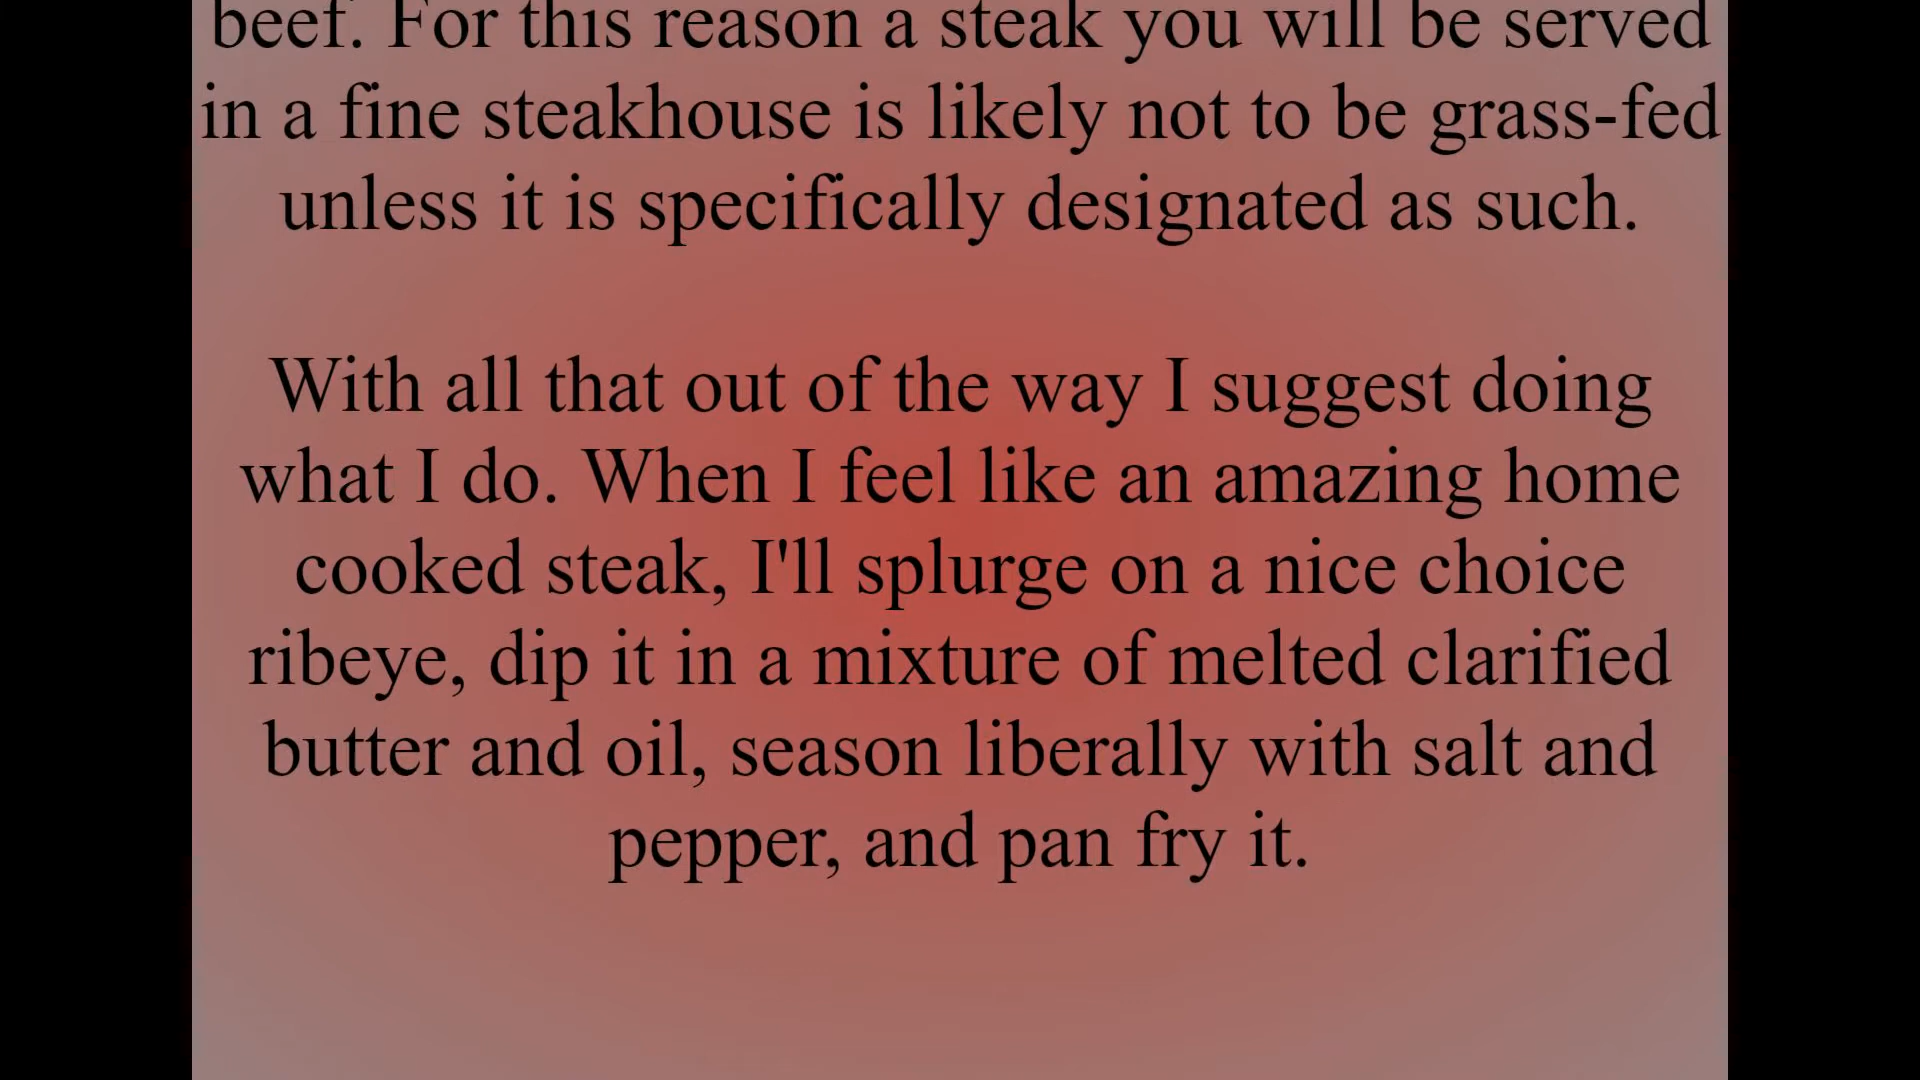 beef. For this reason a steak you will be served
in a fine steakhouse is likely not to be grass-fed
unless it is specifically designated as such.
With all that out of the way I suggest doing
what I do. When I feel like an amazing home
cooked steak, I'll splurge on a nice choice
ribeye, dip it in a mixture of melted clarified
butter and oil, season liberally with salt and
pepper, and pan fry it.